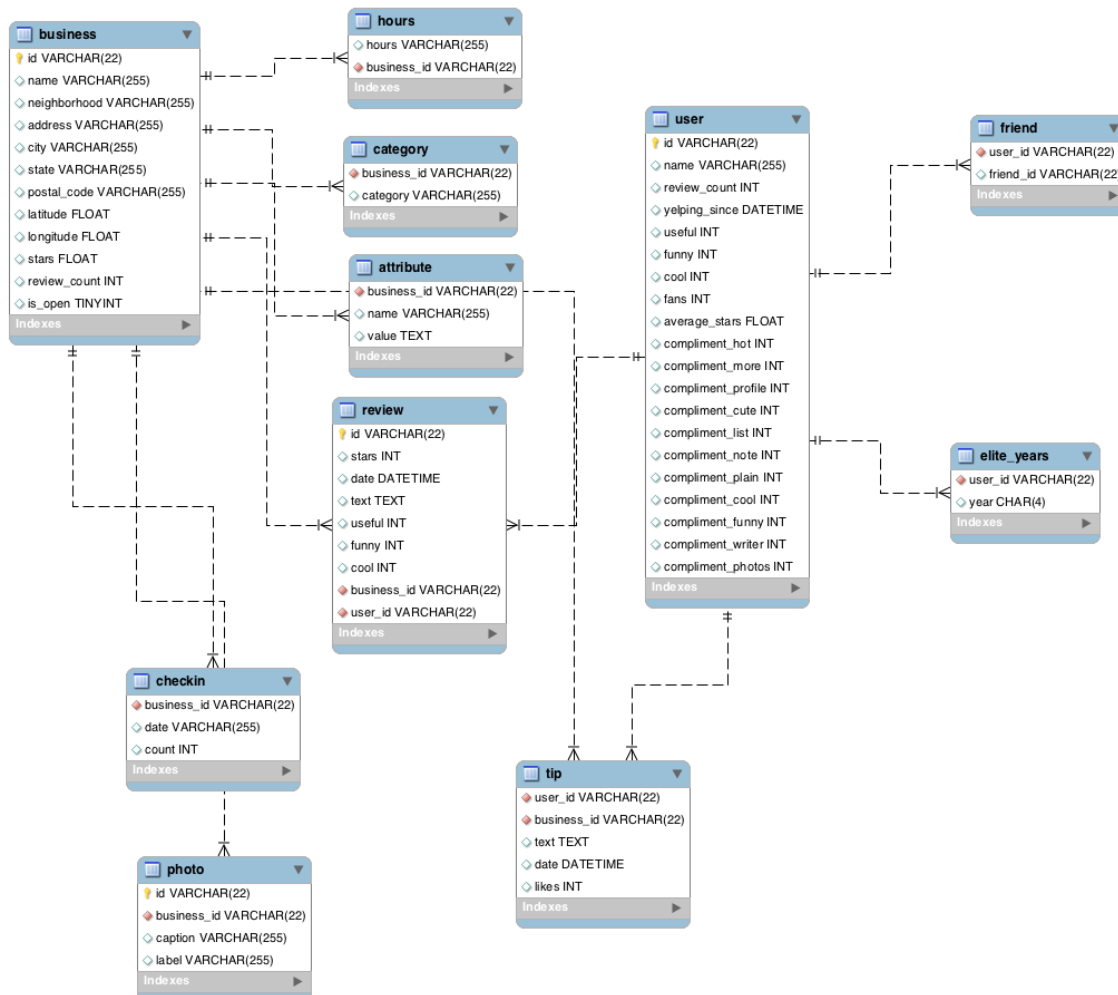 business
id VARCHAR(22)
name VARCHAR(255)
neighborhood VARCHAR(255)
address VARCHAR(255)
city VARCHAR(255)
state VARCHAR(255)
postal_code VARCHAR(255)
latitude FLOAT
longitude FLOAT
stars FLOAT
review_count INT
is_open TINYINT
Indexes
hours
hours VARCHAR(255)
business_id VARCHAR(22)
Indexes
category
business_id VARCHAR(22)
category VARCHAR(255)
Indexes
attribute
business_id VARCHAR(22)
name VARCHAR(255)
value TEXT
Indexes
review
id VARCHAR(22)
stars INT
date DATETIME
text TEXT
useful INT
funny INT
cool INT
business_id VARCHAR(22)
user_id VARCHAR(22)
Indexes
user
id VARCHAR(22)
name VARCHAR(255)
review_count INT
yelping_since DATETIME
useful INT
funny INT
cool INT
fans INT
average_stars FLOAT
compliment_hot INT
compliment_more INT
compliment_profile INT
compliment_cute INT
compliment_list INT
compliment_note INT
compliment_plain INT
compliment_cool INT
compliment_funny INT
compliment_writer INT
compliment_photos INT
Indexes
friend
user_id VARCHAR(22)
friend_id VARCHAR(22)
Indexes
elite_years
user_id VARCHAR(22)
year CHAR(4)
Indexes
checkin
business_id VARCHAR(22)
date VARCHAR(255)
count INT
Indexes
tip
user_id VARCHAR(22)
business_id VARCHAR(22)
text TEXT
date DATETIME
likes INT
Indexes
photo
id VARCHAR(22)
business_id VARCHAR(22)
caption VARCHAR(255)
label VARCHAR(255)
Indexes